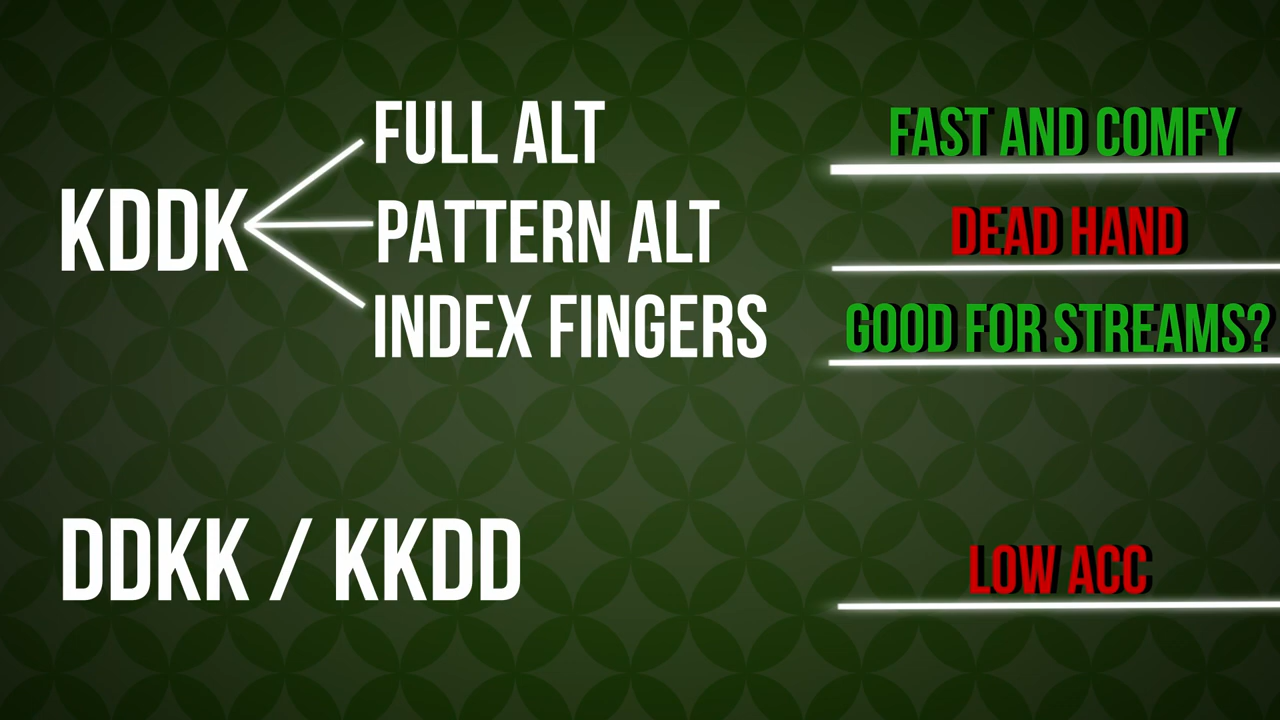 FULL ALT
FAST AND COMFY
KDDK
PATTERN ALT
DEAD HAND
INDEX FINGERS
GOOD FOR STREAMS?
DDKK / KKDD
LOW ACC